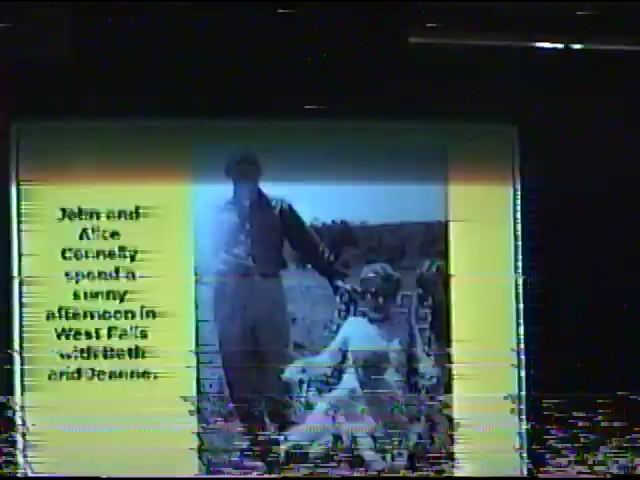 John and
Alice
Connelly
spend a
sunny
afternoon in
West Falls
with Beth
and Jeanne.